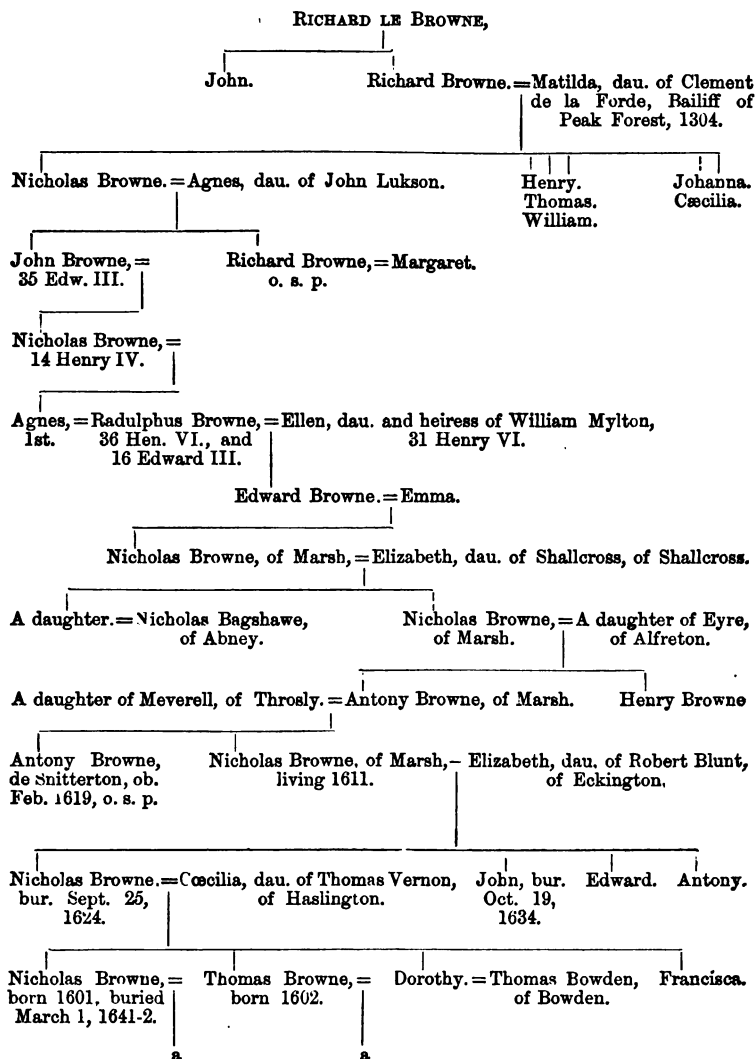 RICHARD LE BROWNE,
John. Richard Browne. = Matilda, dau. of Clement
de la Forde, Bailiff of
Peak Forest, 1304.
Nicholas Browne. = Agnes, dau. of John Lukson. Henry. Johanna.
Thomas. Cæcilia.
William.
John Browne, = Richard Browne, = Margaret.
35 Edw. III. o. s. p.
Nicholas Browne, =
14 Henry IV.
Agnes, = Radulphus Browne, = Ellen, dau. and heiress of William Mylton,
1st. 36 Hen. VI., and 31 Henry VI.
16 Edward III.
Edward Browne. = Emma.
Nicholas Browne, of Marsh, = Elizabeth, dau. of Shallcross, of Shallcross.
A daughter. = Nicholas Bagshawe, Nicholas Browne, = A daughter of Eyre,
of Abney. of Marsh. of Alfreton.
A daughter of Meverell, of Throsly. = Antony Browne, of Marsh. Henry Browne
Antony Browne, Nicholas Browne, of Marsh, – Elizabeth, dau. of Robert Blunt,
de Snitterton, ob. living 1611. of Eckington,
Feb. 1619, o. s. p.
Nicholas Browne. = Cœcilia, dau. of Thomas Vernon, John, bur. Edward. Antony.
bur. Sept. 25, of Haslington. Oct. 19,
1624. 1634.
Nicholas Browne, = Thomas Browne, = Dorothy. = Thomas Bowden, Francisca.
born 1601, buried born 1602. of Bowden.
March 1, 1641-2.
a a